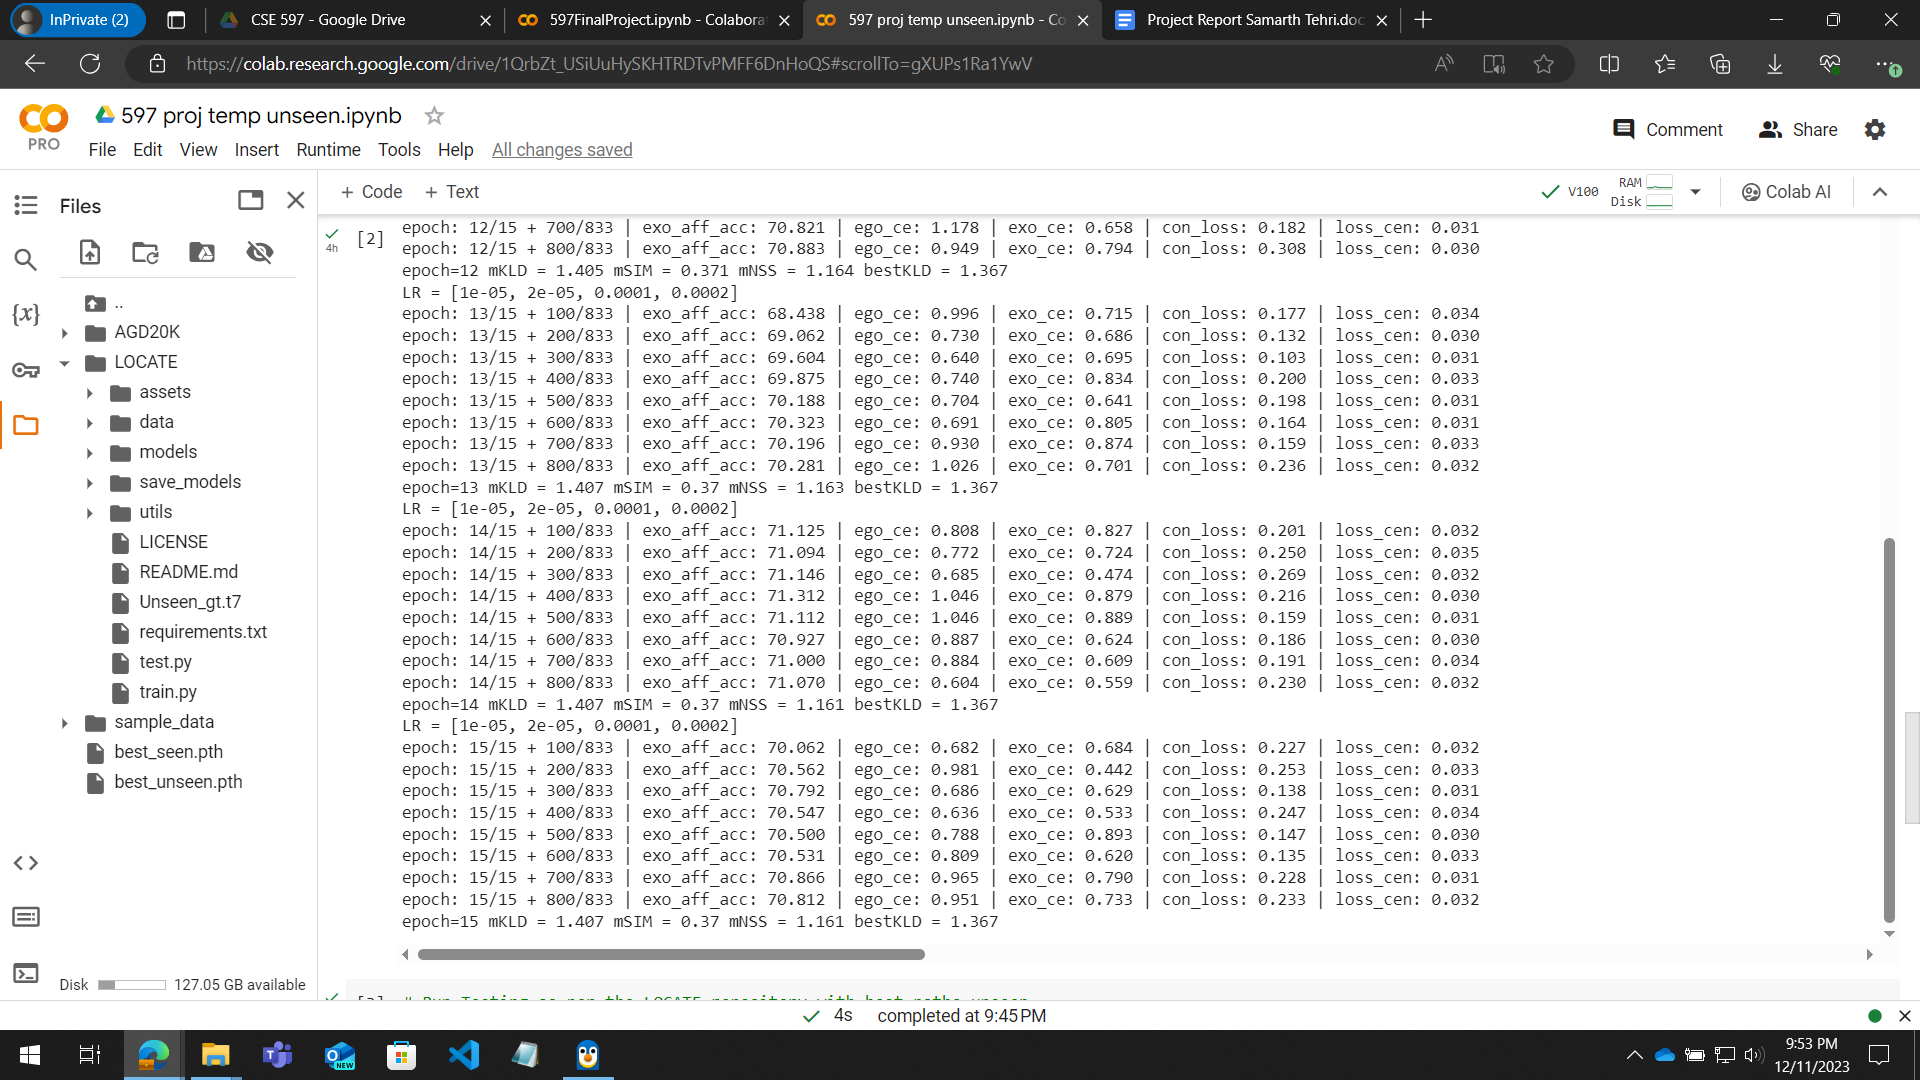 InPrivate (2)
CSE 597 - Google Drive
597FinalProject.ipynb - Colabora
597 proj temp unseen.ipynb - Co
Project Report Samarth Tehri.doc
https://colab.research.google.com/drive/1QrbZt_USiUuHySKHTRDTvPMFF6DnHoQS#scrollTo=gXUPs1Ra1YwV
CO
PRO
597 proj temp unseen.ipynb
File Edit View Insert Runtime Tools Help All changes saved
Comment
Share
Files
+ Code + Text
V100
RAM
Disk
Colab AI
{x}
..
AGD20K
LOCATE
assets
data
models
save_models
utils
LICENSE
README.md
Unseen_gt.t7
requirements.txt
test.py
train.py
sample_data
best_seen.pth
best_unseen.pth
Disk 127.05 GB available
4h
[2]
epoch: 12/15 + 700/833 | exo_aff_acc: 70.821 | ego_ce: 1.178 | exo_ce: 0.658 | con_loss: 0.182 | loss_cen: 0.031
epoch: 12/15 + 800/833 | exo_aff_acc: 70.883 | ego_ce: 0.949 | exo_ce: 0.794 | con_loss: 0.308 | loss_cen: 0.030
epoch=12 mKLD = 1.405 mSIM = 0.371 mNSS = 1.164 bestKLD = 1.367
LR = [1e-05, 2e-05, 0.0001, 0.0002]
epoch: 13/15 + 100/833 | exo_aff_acc: 68.438 | ego_ce: 0.996 | exo_ce: 0.715 | con_loss: 0.177 | loss_cen: 0.034
epoch: 13/15 + 200/833 | exo_aff_acc: 69.062 | ego_ce: 0.730 | exo_ce: 0.686 | con_loss: 0.132 | loss_cen: 0.030
epoch: 13/15 + 300/833 | exo_aff_acc: 69.604 | ego_ce: 0.640 | exo_ce: 0.695 | con_loss: 0.103 | loss_cen: 0.031
epoch: 13/15 + 400/833 | exo_aff_acc: 69.875 | ego_ce: 0.740 | exo_ce: 0.834 | con_loss: 0.200 | loss_cen: 0.033
epoch: 13/15 + 500/833 | exo_aff_acc: 70.188 | ego_ce: 0.704 | exo_ce: 0.641 | con_loss: 0.198 | loss_cen: 0.031
epoch: 13/15 + 600/833 | exo_aff_acc: 70.323 | ego_ce: 0.691 | exo_ce: 0.805 | con_loss: 0.164 | loss_cen: 0.031
epoch: 13/15 + 700/833 | exo_aff_acc: 70.196 | ego_ce: 0.930 | exo_ce: 0.874 | con_loss: 0.159 | loss_cen: 0.033
epoch: 13/15 + 800/833 | exo_aff_acc: 70.281 | ego_ce: 1.026 | exo_ce: 0.701 | con_loss: 0.236 | loss_cen: 0.032
epoch=13 mKLD = 1.407 mSIM = 0.37 mNSS = 1.163 bestKLD = 1.367
LR = [1e-05, 2e-05, 0.0001, 0.0002]
epoch: 14/15 + 100/833 | exo_aff_acc: 71.125 | ego_ce: 0.808 | exo_ce: 0.827 | con_loss: 0.201 | loss_cen: 0.032
epoch: 14/15 + 200/833 | exo_aff_acc: 71.094 | ego_ce: 0.772 | exo_ce: 0.724 | con_loss: 0.250 | loss_cen: 0.035
epoch: 14/15 + 300/833 | exo_aff_acc: 71.146 | ego_ce: 0.685 | exo_ce: 0.474 | con_loss: 0.269 | loss_cen: 0.032
epoch: 14/15 + 400/833 | exo_aff_acc: 71.312 | ego_ce: 1.046 | exo_ce: 0.879 | con_loss: 0.216 | loss_cen: 0.030
epoch: 14/15 + 500/833 | exo_aff_acc: 71.112 | ego_ce: 1.046 | exo_ce: 0.889 | con_loss: 0.159 | loss_cen: 0.031
epoch: 14/15 + 600/833 | exo_aff_acc: 70.927 | ego_ce: 0.887 | exo_ce: 0.624 | con_loss: 0.186 | loss_cen: 0.030
epoch: 14/15 + 700/833 | exo_aff_acc: 71.000 | ego_ce: 0.884 | exo_ce: 0.609 | con_loss: 0.191 | loss_cen: 0.034
epoch: 14/15 + 800/833 | exo_aff_acc: 71.070 | ego_ce: 0.604 | exo_ce: 0.559 | con_loss: 0.230 | loss_cen: 0.032
epoch=14 mKLD = 1.407 mSIM = 0.37 mNSS = 1.161 bestKLD = 1.367
LR = [1e-05, 2e-05, 0.0001, 0.0002]
epoch: 15/15 + 100/833 | exo_aff_acc: 70.062 | ego_ce: 0.682 | exo_ce: 0.684 | con_loss: 0.227 | loss_cen: 0.032
epoch: 15/15 + 200/833 | exo_aff_acc: 70.562 | ego_ce: 0.981 | exo_ce: 0.442 | con_loss: 0.253 | loss_cen: 0.033
epoch: 15/15 + 300/833 | exo_aff_acc: 70.792 | ego_ce: 0.686 | exo_ce: 0.629 | con_loss: 0.138 | loss_cen: 0.031
epoch: 15/15 + 400/833 | exo_aff_acc: 70.547 | ego_ce: 0.636 | exo_ce: 0.533 | con_loss: 0.247 | loss_cen: 0.034
epoch: 15/15 + 500/833 | exo_aff_acc: 70.500 | ego_ce: 0.788 | exo_ce: 0.893 | con_loss: 0.147 | loss_cen: 0.030
epoch: 15/15 + 600/833 | exo_aff_acc: 70.531 | ego_ce: 0.809 | exo_ce: 0.620 | con_loss: 0.135 | loss_cen: 0.033
epoch: 15/15 + 700/833 | exo_aff_acc: 70.866 | ego_ce: 0.965 | exo_ce: 0.790 | con_loss: 0.228 | loss_cen: 0.031
epoch: 15/15 + 800/833 | exo_aff_acc: 70.812 | ego_ce: 0.951 | exo_ce: 0.733 | con_loss: 0.233 | loss_cen: 0.032
epoch=15 mKLD = 1.407 mSIM = 0.37 mNSS = 1.161 bestKLD = 1.367
4s completed at 9:45 PM
NEW
9:53 PM
12/11/2023